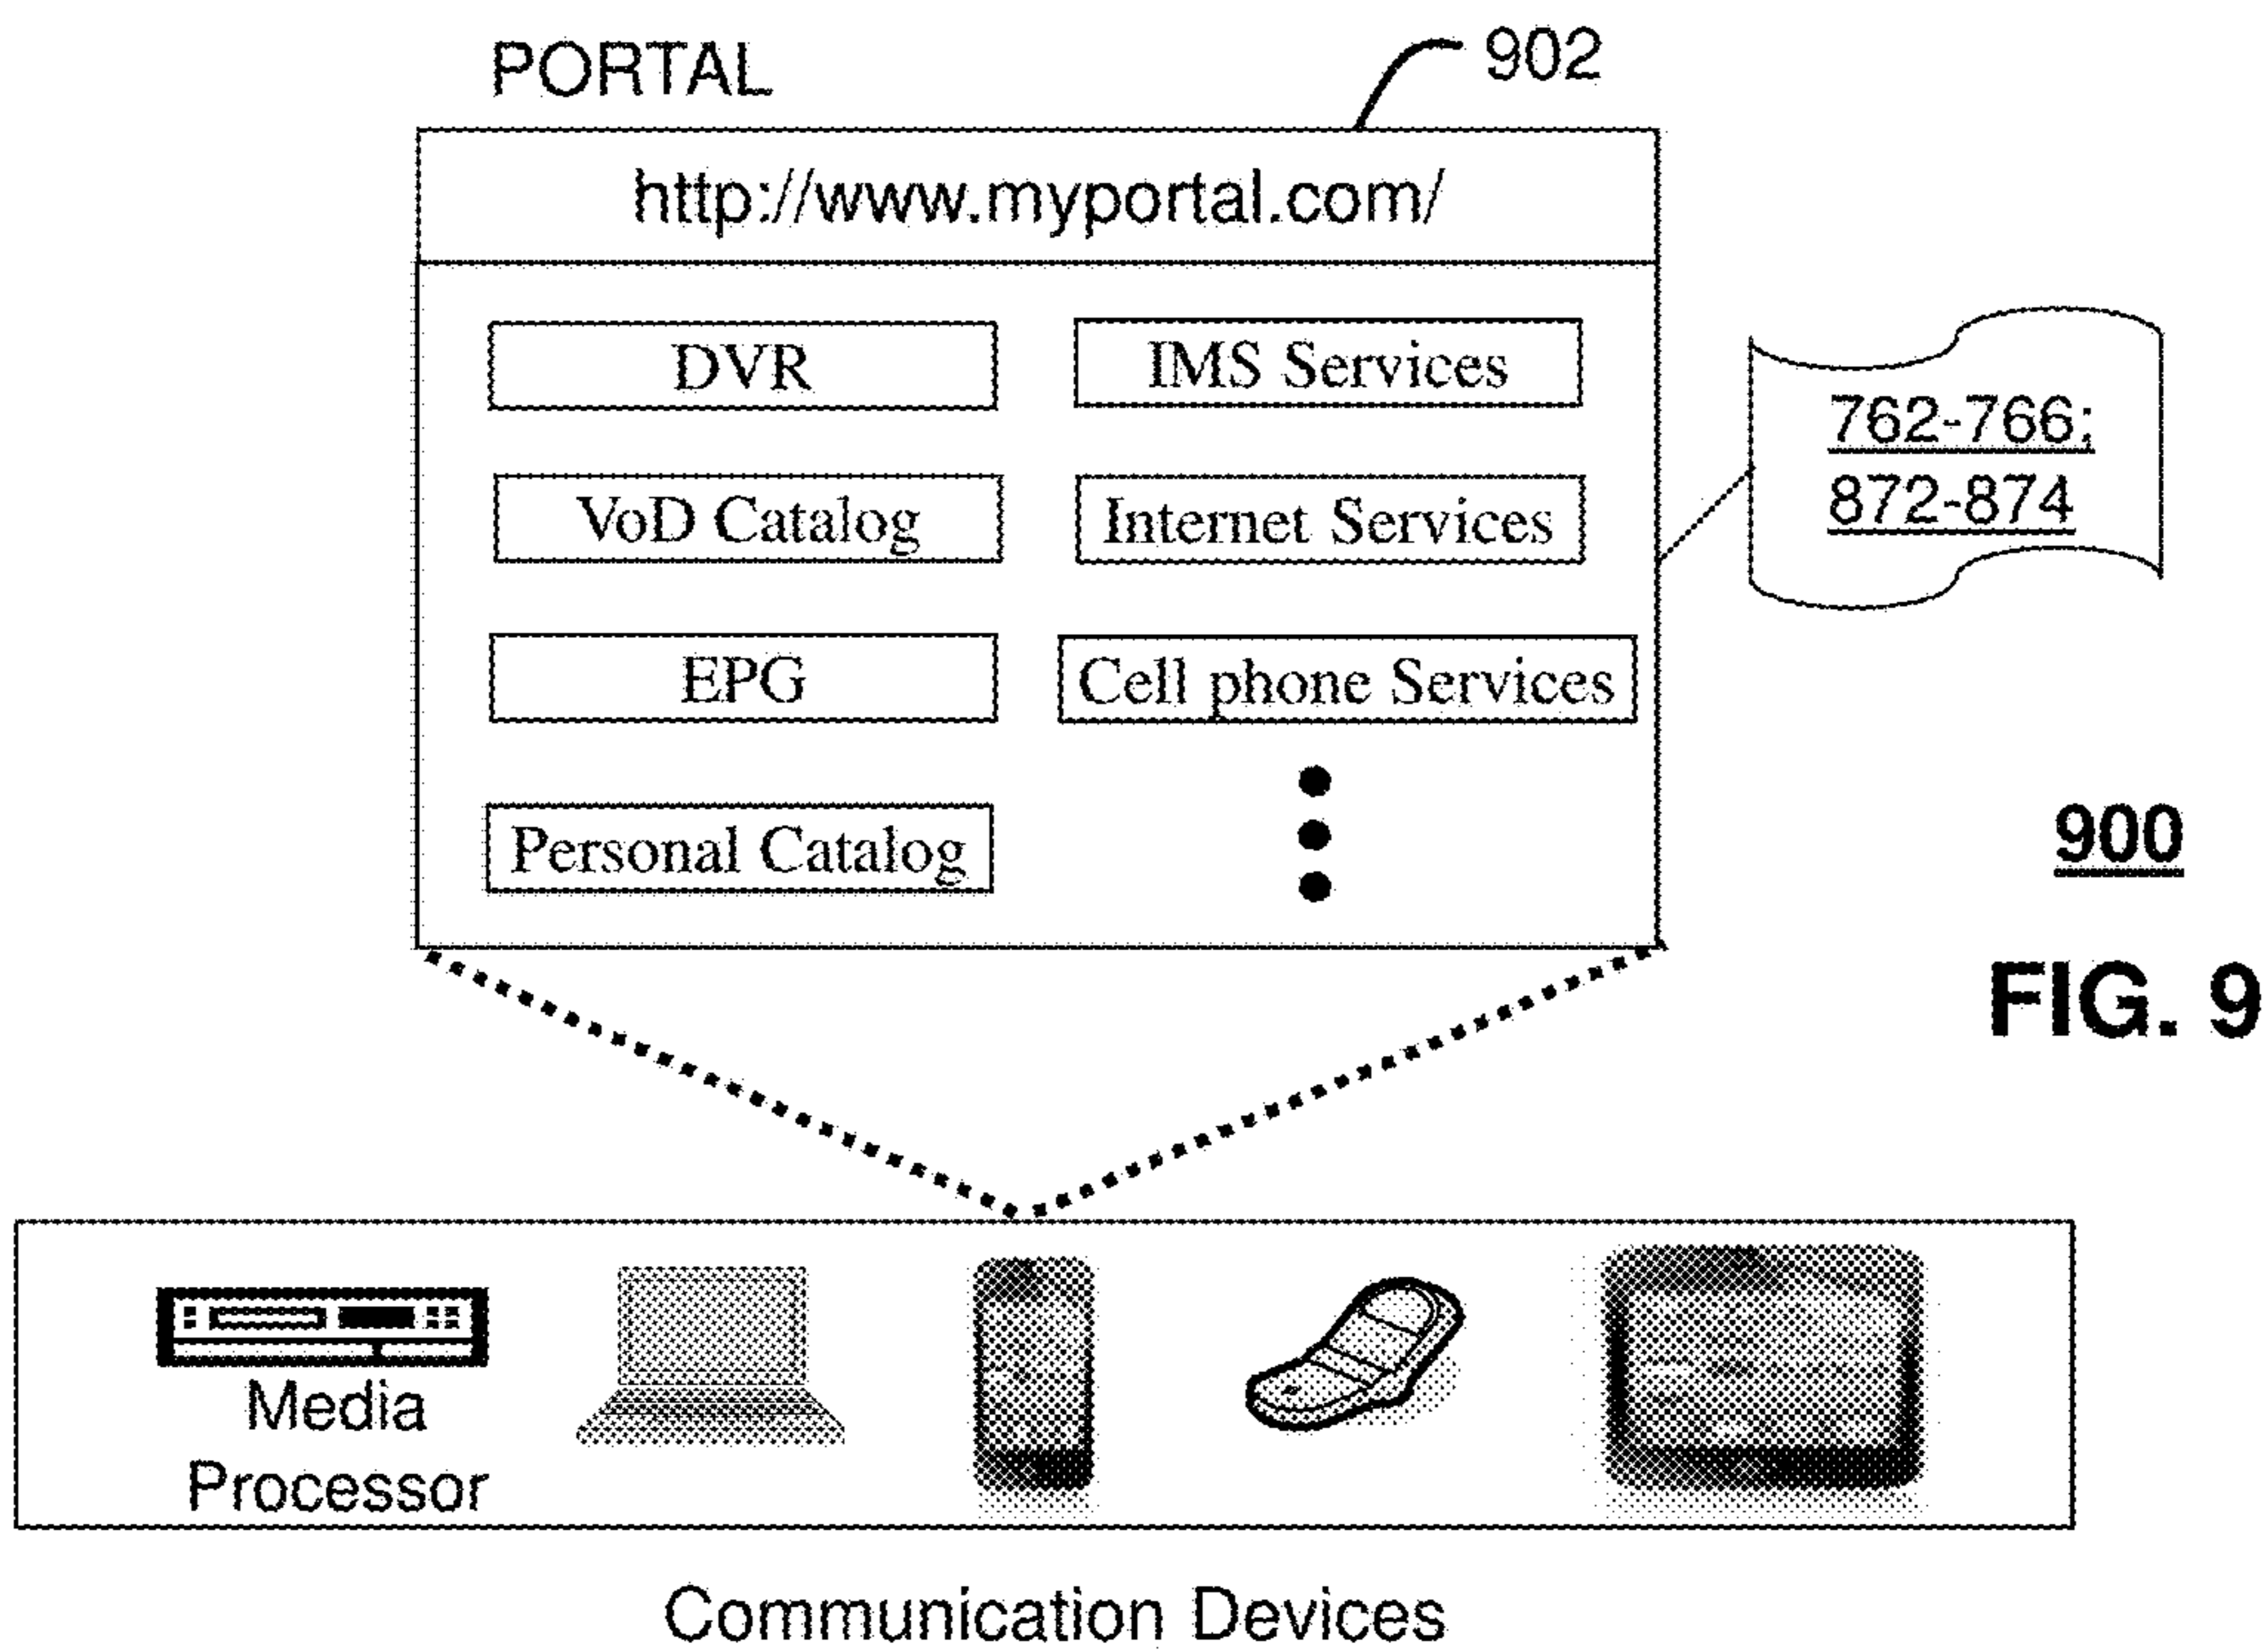 PORTAL
902
http://www.myportal.com/
DVR
IMS Services
VoD Catalog
Internet Services
762-766;
872-874
EPG
Cell phone Services
Personal Catalog
900
FIG. 9
Media
Processor
Communication Devices